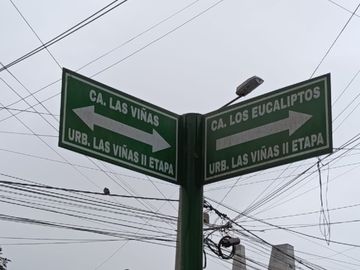 CA. LAS VIÑAS
URB. LAS VIÑAS II ETAPA
CA. LOS EUCALIPTOS
URB. LAS VIÑAS II ETAPA